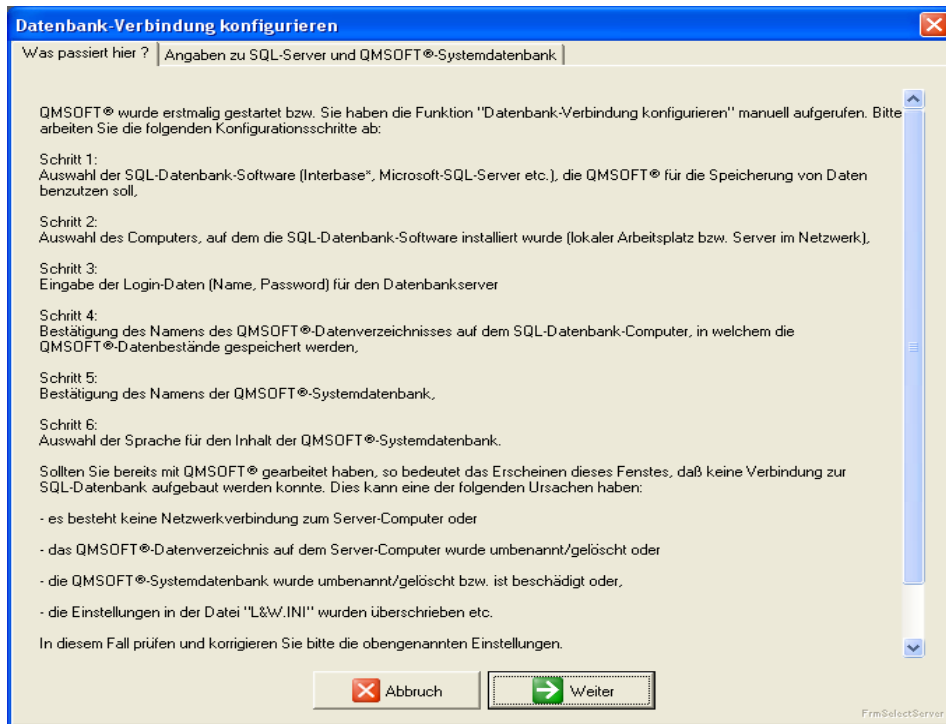 Datenbank-Verbindung konfigurieren
Was passiert hier ? Angaben zu SQL-Server und QMSOFT®-Systemdatenbank
QMSOFT® wurde erstmalig gestartet bzw. Sie haben die Funktion "Datenbank-Verbindung konfigurieren" manuell aufgerufen. Bitte
arbeiten Sie die folgenden Konfigurationsschritte ab:
Schritt 1:
Auswahl der SQL-Datenbank-Software (Interbase*, Microsoft-SQL-Server etc.), die QMSOFT® für die Speicherung von Daten
benzutzen soll,
Schritt 2:
Auswahl des Computers, auf dem die SQL-Datenbank-Software installiert wurde (lokaler Arbeitsplatz bzw. Server im Netzwerk),
Schritt 3:
Eingabe der Login-Daten (Name, Password) für den Datenbankserver
Schritt 4:
Bestätigung des Namens des QMSOFT®-Datenverzeichnisses auf dem SQL-Datenbank-Computer, in welchem die
QMSOFT®-Datenbestände gespeichert werden,
Schritt 5:
Bestätigung des Namens der QMSOFT®-Systemdatenbank,
Schritt 6:
Auswahl der Sprache für den Inhalt der QMSOFT®-Systemdatenbank.
Sollten Sie bereits mit QMSOFT® gearbeitet haben, so bedeutet das Erscheinen dieses Fenstes, daß keine Verbindung zur
SQL-Datenbank aufgebaut werden konnte. Dies kann eine der folgenden Ursachen haben:
- es besteht keine Netzwerkverbindung zum Server-Computer oder
- das QMSOFT®-Datenverzeichnis auf dem Server-Computer wurde umbenannt/gelöscht oder
- die QMSOFT®-Systemdatenbank wurde umbenannt/gelöscht bzw. ist beschädigt oder,
- die Einstellungen in der Datei "L&W.INI" wurden überschrieben etc.
In diesem Fall prüfen und korrigieren Sie bitte die obengenannten Einstellungen.
Abbruch Weiter
FrmSelectServer